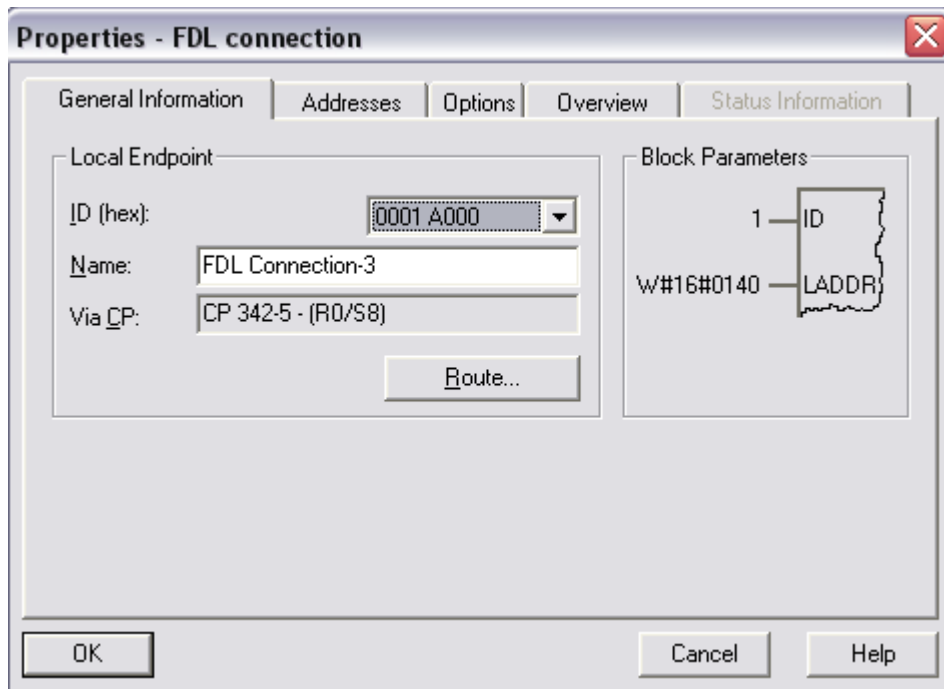 Properties - FDL connection
General Information Addresses Options Overview Status Information
Local Endpoint
ID (hex): 0001 A000
Name: FDL Connection-3
Via CP: CP 342-5 - (R0/S8)
Route...
Block Parameters
1 ID
W#16#0140 LADDR
OK Cancel Help